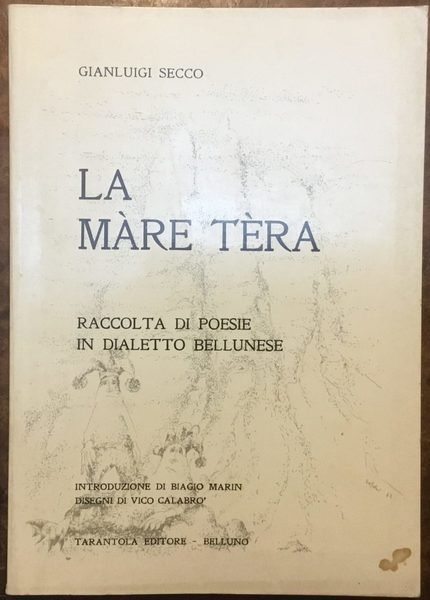 GIANLUIGI SECCO
LA
MÀRE TÈRA
RACCOLTA DI POESIE
IN DIALETTO BELLUNESE
INTRODUZIONE DI BIAGIO MARIN
DISEGNI DI VICO CALABRO'
TARANTOLA EDITORE - BELLUNO